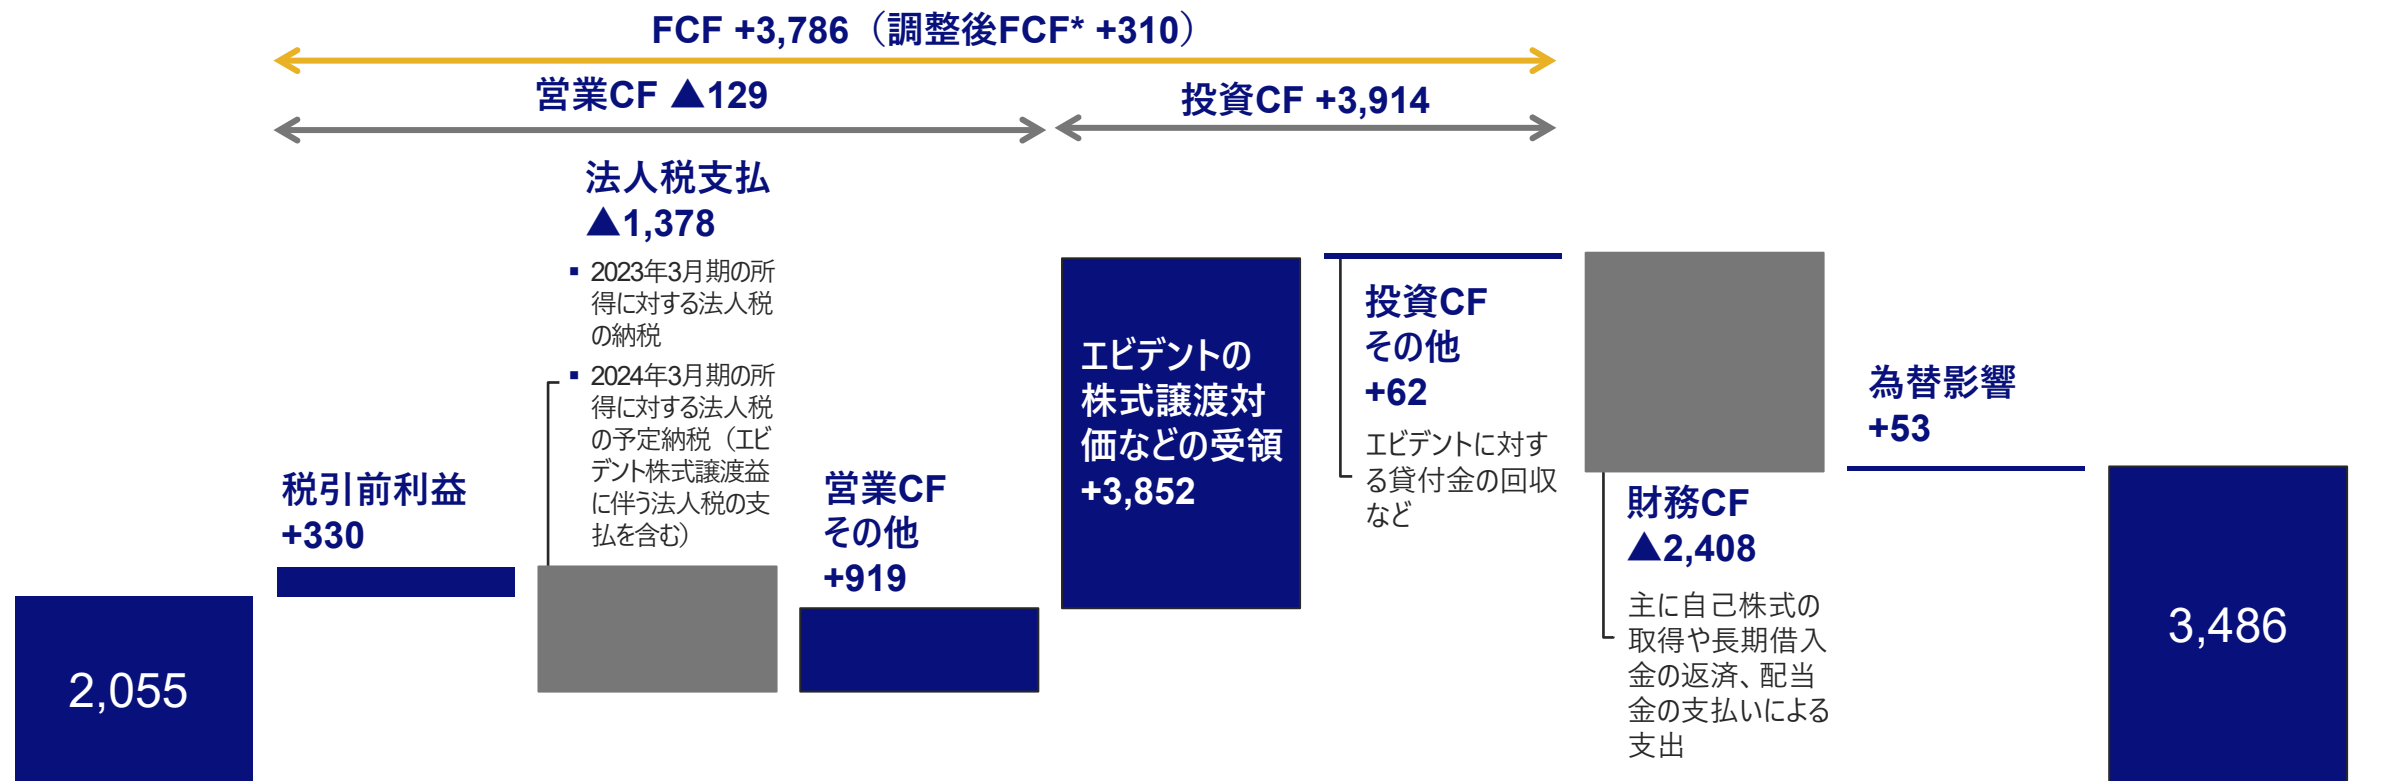 FCF +3,786（調整後FCF* +310）
営業CF ▲129
投資CF +3,914
2,055
税引前利益
+330
法人税支払
▲1,378
▪ 2023年3月期の所
得に対する法人税
の納税
▪ 2024年3月期の所
得に対する法人税
の予定納税（エビ
デント株式譲渡益
に伴う法人税の支
払を含む）
営業CF
その他
+919
エビデントの
株式譲渡対
価などの受領
+3,852
投資CF
その他
+62
エビデントに対す
る貸付金の回収
など
財務CF
▲2,408
主に自己株式の
取得や長期借入
金の返済、配当
金の支払いによる
支出
為替影響
+53
3,486